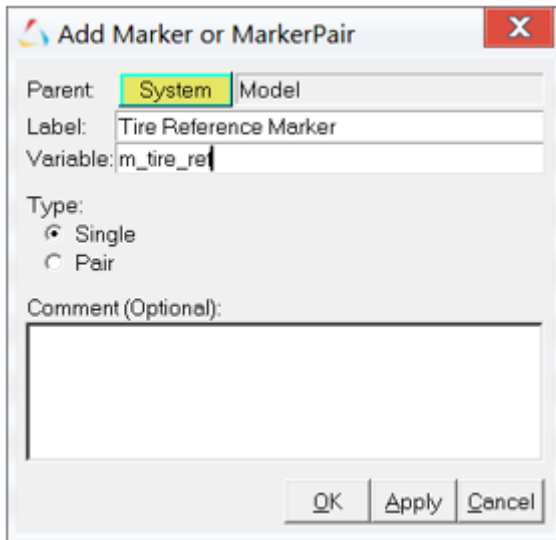 Add Marker or MarkerPair
X
Parent: System Model
Label: Tire Reference Marker
Variable: m_tire_ref
Type:
Single
Pair
Comment (Optional):
OK Apply Cancel